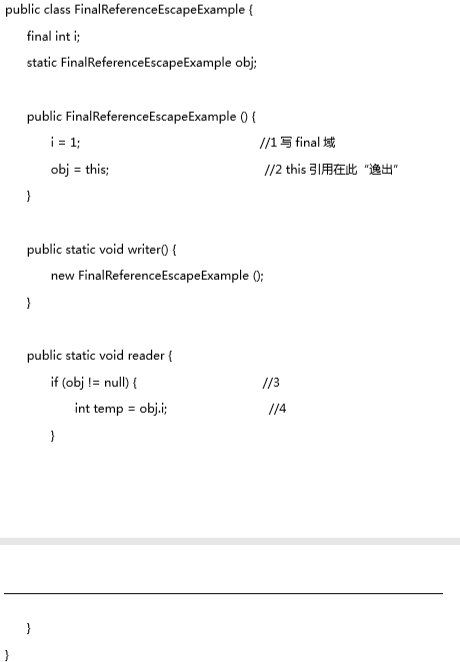 public class FinalReferenceEscapeExample {
final int i;
static FinalReferenceEscapeExample obj;
public FinalReferenceEscapeExample () {
i = 1; //1 写 final 域
obj = this; //2 this 引用在此“逸出”
}
public static void writer() {
new FinalReferenceEscapeExample ();
}
public static void reader {
if (obj != null) { //3
int temp = obj.i; //4
}
}
}